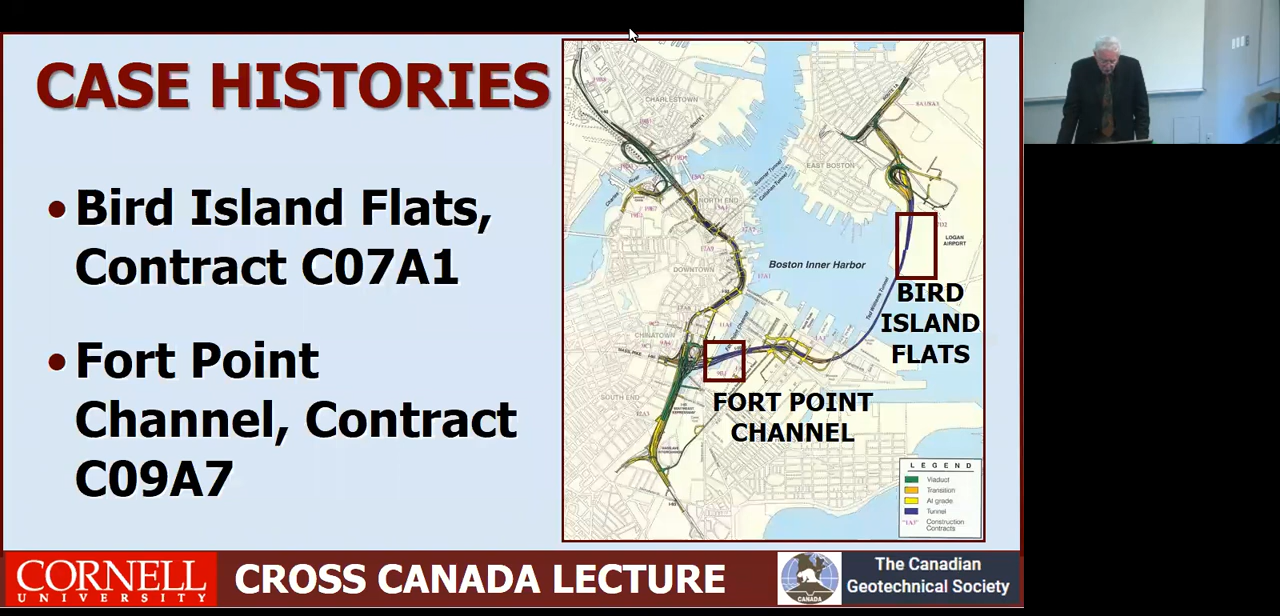 CASE HISTORIES
• Bird Island Flats,
Contract C07A1
• Fort Point
Channel, Contract
C09A7
CHARLESTOWN
EAST BOSTON
NORTH END
LOGAN
AIRPORT
DOWNTOWN
Boston Inner Harbor
BIRD
ISLAND
FLATS
CHINATOWN
SOUTH END
FORT POINT
CHANNEL
LEGEND
Viaduct
Transition
At grade
Tunnel
Construction
Contracts
CORNELL
UNIVERSITY
CROSS CANADA LECTURE
CANADA
The Canadian
Geotechnical Society